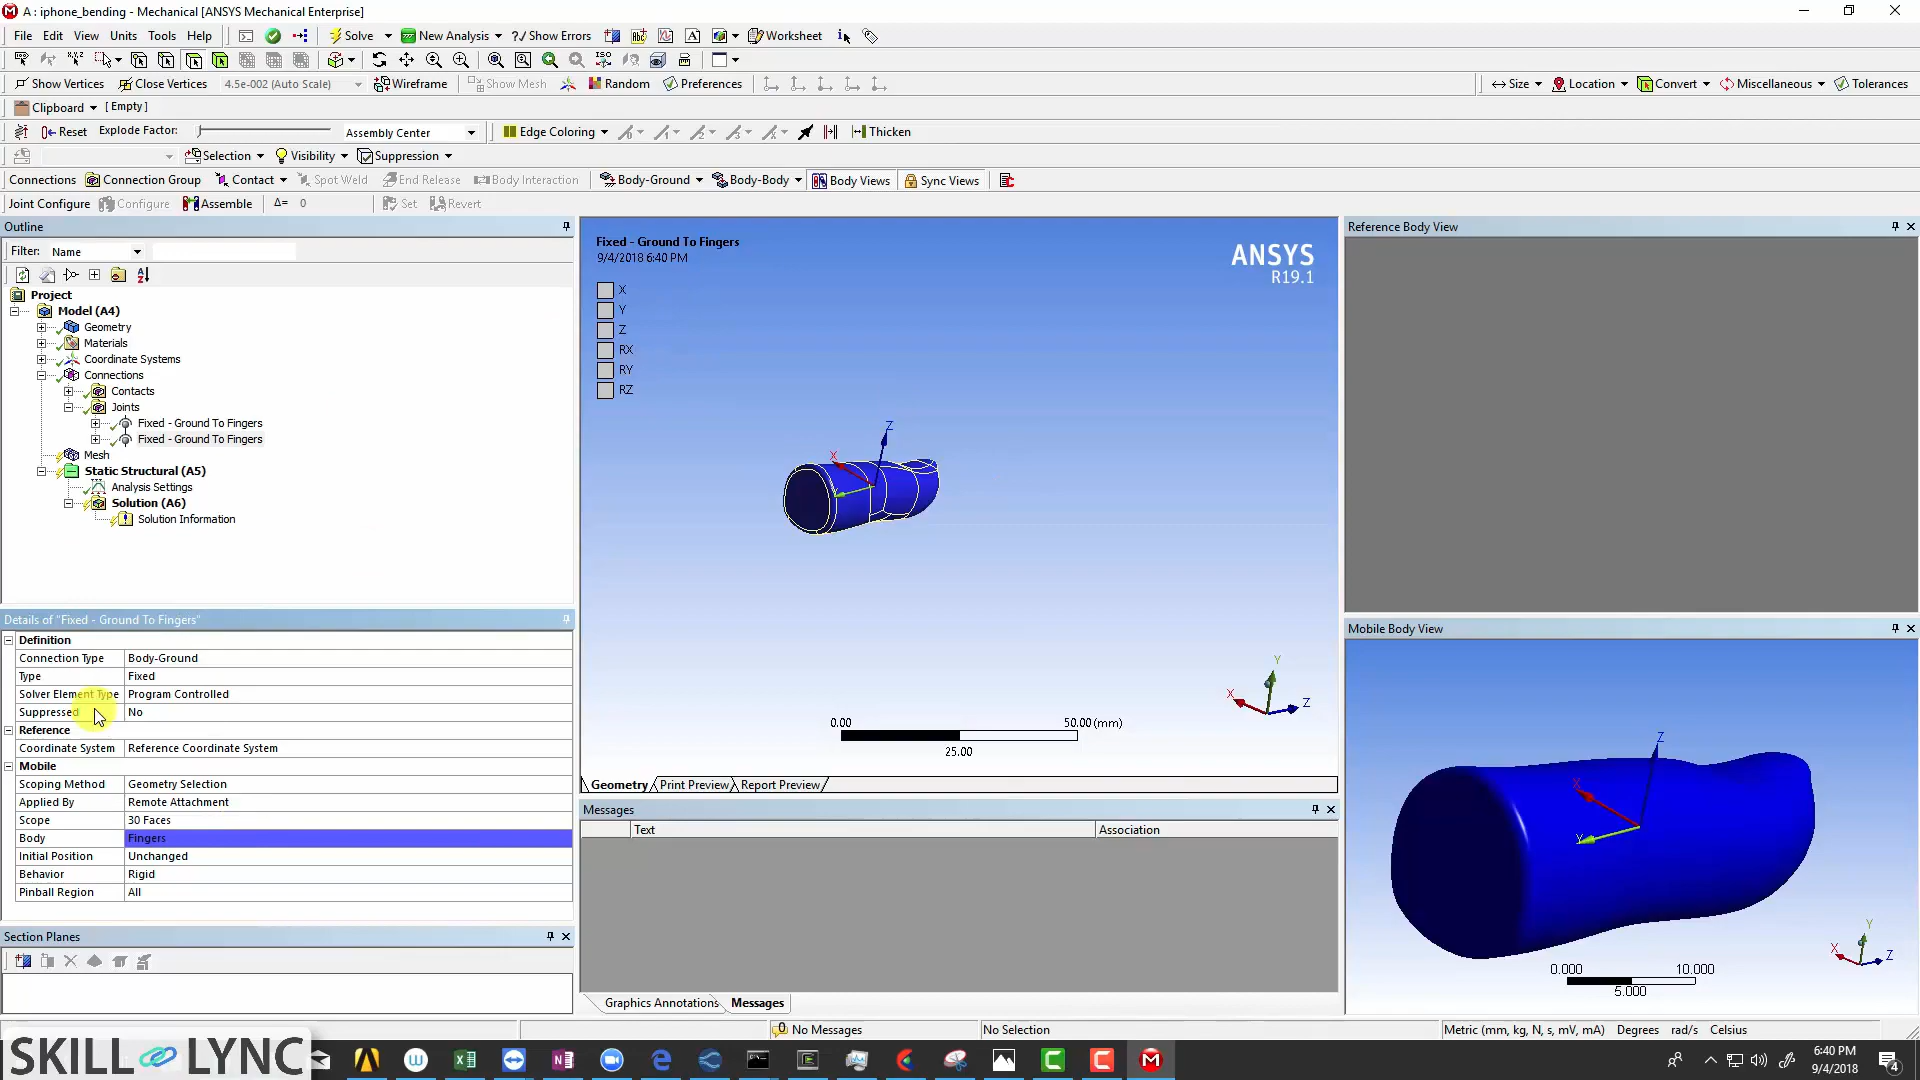 A : iphone_bending - Mechanical [ANSYS Mechanical Enterprise]
File Edit View Units Tools Help Solve New Analysis ?/ Show Errors Worksheet
Show Vertices Close Vertices 4.5e-002 (Auto Scale) Wireframe Show Mesh Random Preferences Size Location Convert Miscellaneous Tolerances
Clipboard [ Empty ]
Reset Explode Factor: Assembly Center Edge Coloring Thicken
Selection Visibility Suppression
Connections Connection Group Contact Spot Weld End Release Body Interaction Body-Ground Body-Body Body Views Sync Views
Joint Configure Configure Assemble Δ= 0 Set Revert
Outline
Filter: Name
Project
Model (A4)
Geometry
Materials
Coordinate Systems
Connections
Contacts
Joints
Fixed - Ground To Fingers
Fixed - Ground To Fingers
Mesh
Static Structural (A5)
Analysis Settings
Solution (A6)
Solution Information
Details of "Fixed - Ground To Fingers"
Definition
Connection Type Body-Ground
Type Fixed
Solver Element Type Program Controlled
Suppressed No
Reference
Coordinate System Reference Coordinate System
Mobile
Scoping Method Geometry Selection
Applied By Remote Attachment
Scope 30 Faces
Body Fingers
Initial Position Unchanged
Behavior Rigid
Pinball Region All
Section Planes
Fixed - Ground To Fingers
9/4/2018 6:40 PM
X
Y
Z
RX
RY
RZ
ANSYS
R19.1
Z
X
Y
Y
X
Z
0.00 50.00 (mm)
25.00
Geometry Print Preview Report Preview
Messages
Text Association
Graphics Annotations Messages
Reference Body View
Mobile Body View
Z
X
Y
Y
X
Z
0.000 10.000
5.000
No Messages No Selection Metric (mm, kg, N, s, mV, mA) Degrees rad/s Celsius
SKILL LYNC
6:40 PM
9/4/2018
4